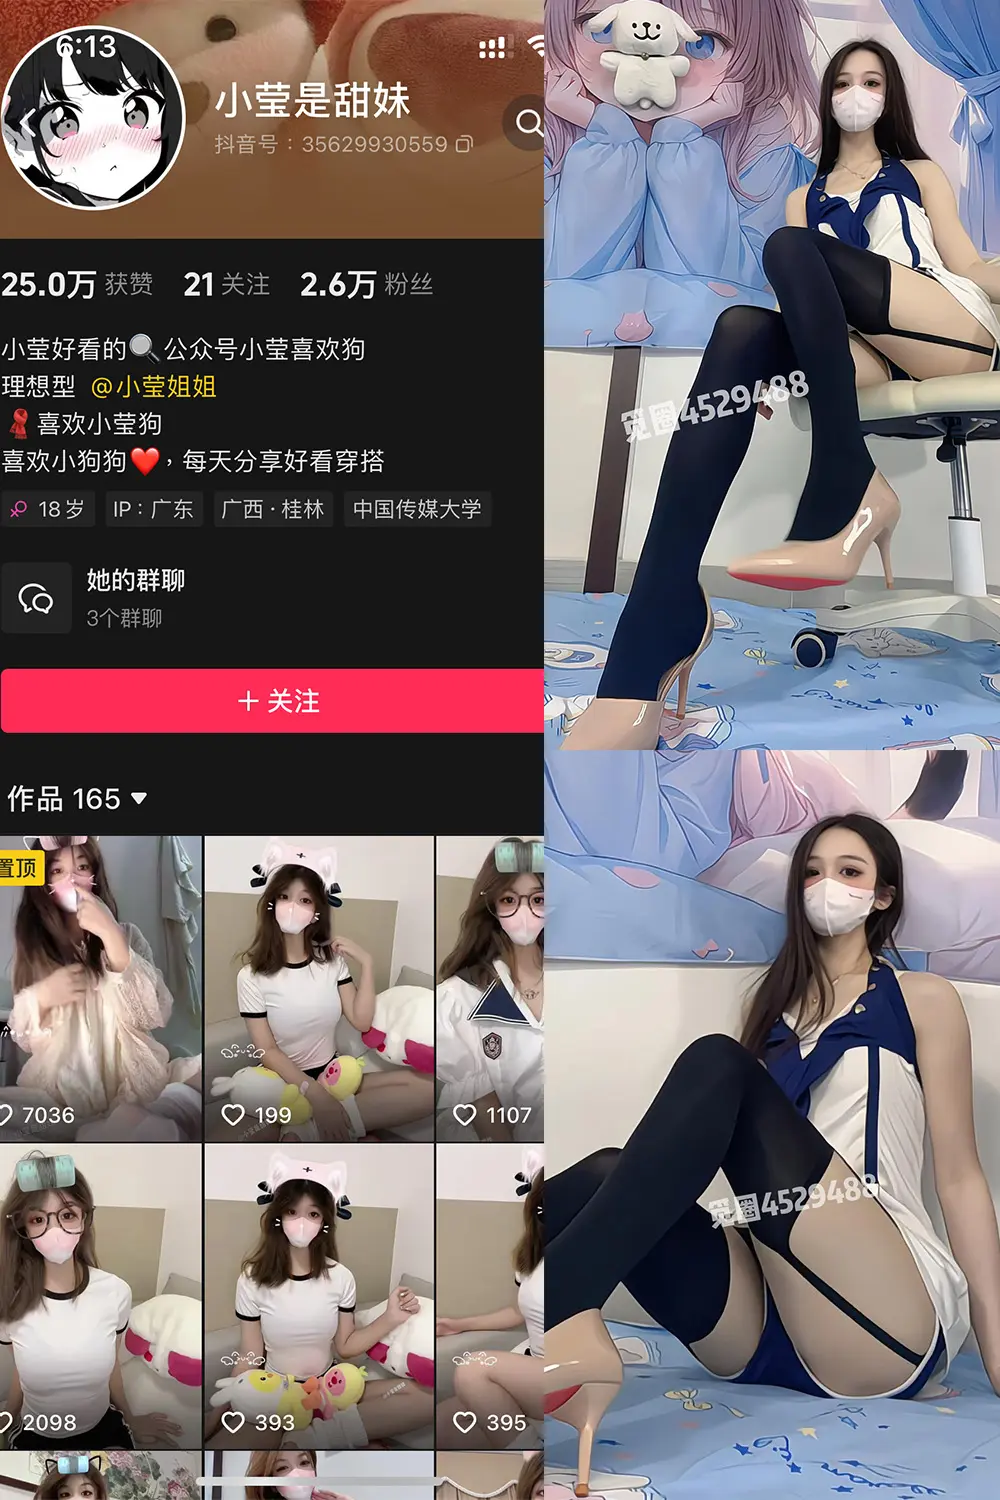 6:13
小莹是甜妹
抖音号：35629930559
25.0万 获赞 21 关注 2.6万 粉丝
小莹好看的🔍公众号小莹喜欢狗
理想型 @小莹姐姐
🧣喜欢小莹狗
喜欢小狗狗❤️，每天分享好看穿搭
18岁 IP：广东 广西·桂林 中国传媒大学
她的群聊
3个群聊
+ 关注
作品 165
置顶
7036
199
1107
2098
393
395
觅圈4529488
觅圈4529488